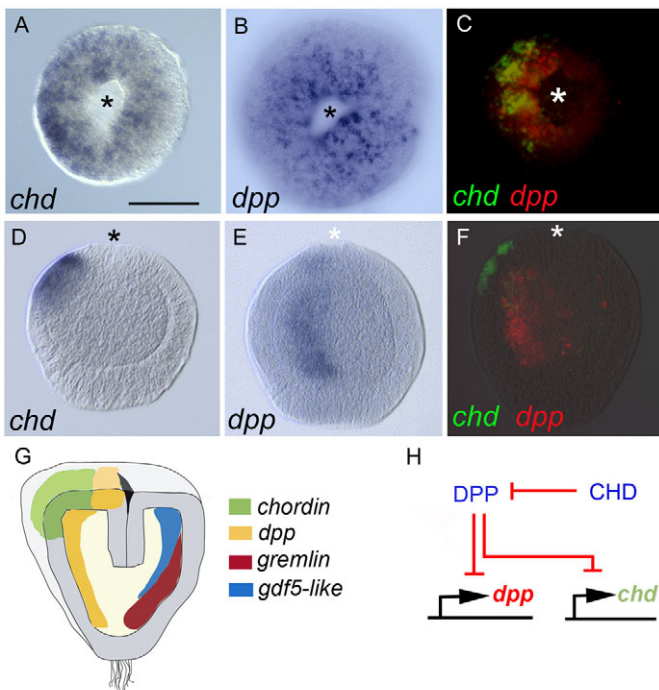 A
*
chd
B
*
dpp
C
*
chd dpp
D
*
chd
E
*
dpp
F
*
chd dpp
G
chordin
dpp
gremlin
gdf5-like
H
DPP CHD
dpp chd